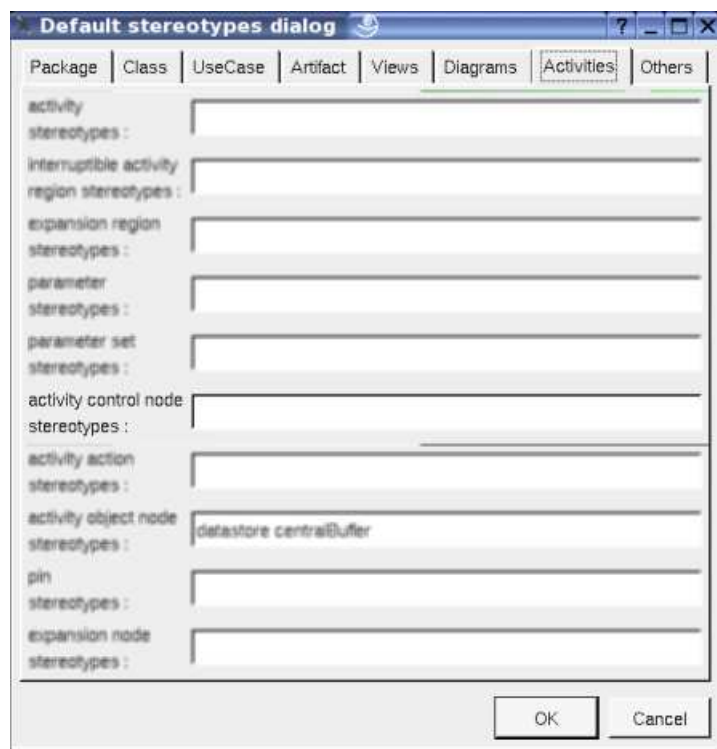 Default stereotypes dialog
Package Class UseCase Artifact Views Diagrams Activities Others
activity
stereotypes :
interruptible activity
region stereotypes :
expansion region
stereotypes :
parameter
stereotypes :
parameter set
stereotypes :
activity control node
stereotypes :
activity action
stereotypes :
activity object node
stereotypes :
datastore centralBuffer
pin
stereotypes :
expansion node
stereotypes :
OK Cancel